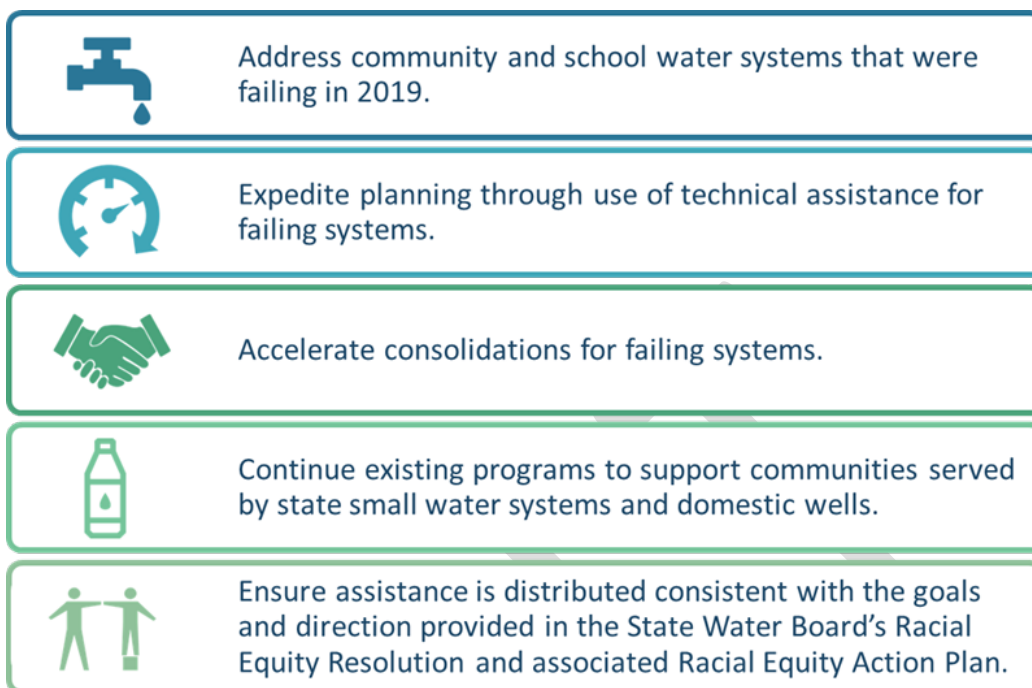 Address community and school water systems that were
failing in 2019.
Expedite planning through use of technical assistance for
failing systems.
Accelerate consolidations for failing systems.
Continue existing programs to support communities served
by state small water systems and domestic wells.
Ensure assistance is distributed consistent with the goals
and direction provided in the State Water Board’s Racial
Equity Resolution and associated Racial Equity Action Plan.